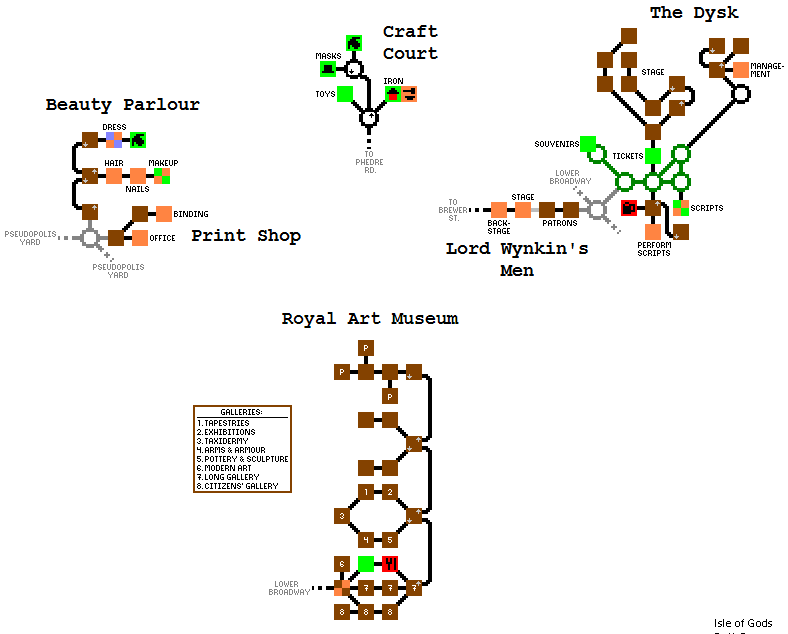 Craft
Court
The Dysk
MASKS
IRON
TOYS
TO
PHEDRE
RD.
STAGE
MANAGE-
MENT
Beauty Parlour
DRESS
HAIR
MAKEUP
NAILS
BINDING
OFFICE
PSEUDOPOLIS
YARD
PSEUDOPOLIS
YARD
Print Shop
SOUVENIRS
TICKETS
LOWER
BROADWAY
TO
BREWER
ST.
STAGE
BACK-
STAGE
PATRONS
SCRIPTS
PERFORM
SCRIPTS
Lord Wynkin's
Men
Royal Art Museum
P
P
P
GALLERIES:
1. TAPESTRIES
2. EXHIBITIONS
3. TAXIDERMY
4. ARMS & ARMOUR
5. POTTERY & SCULPTURE
6. MODERN ART
7. LONG GALLERY
8. CITIZENS' GALLERY
1 2
3
4 5
6
LOWER
BROADWAY
7 7 7
8 8 8
Isle of Gods